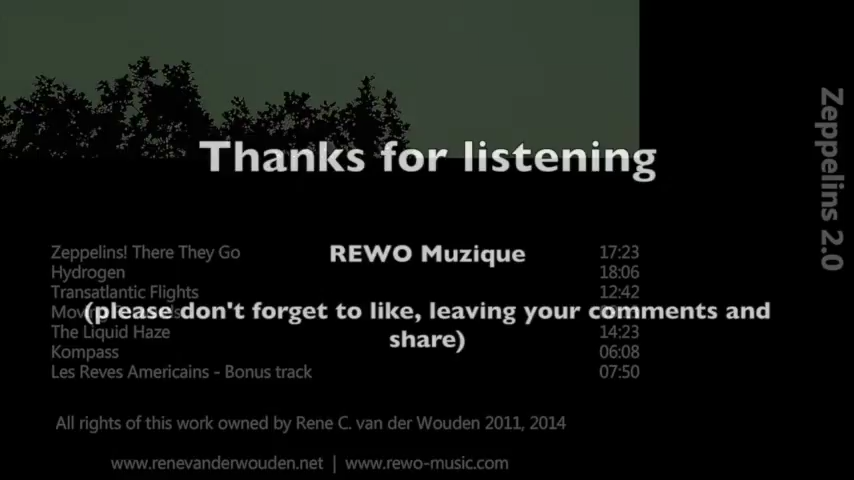 Thanks for listening
Zeppelins 2.0
Zeppelins! There They Go 17:23
REWO Muzique
Hydrogen 18:06
Transatlantic Flights 12:42
(please don't forget to like, leaving your comments and
share)
The Liquid Haze 14:23
Kompass 06:08
Les Reves Americains - Bonus track 07:50
All rights of this work owned by Rene C. van der Wouden 2011, 2014
www.renevanderwouden.net | www.rewo-music.com